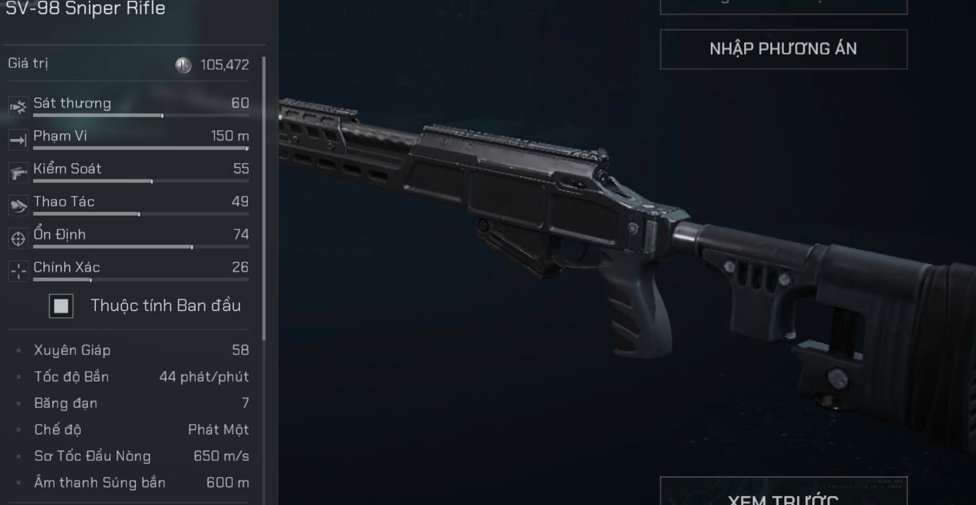 SV-98 Sniper Rifle
Giá trị 105,472
Sát thương 60
Phạm Vi 150 m
Kiểm Soát 55
Thao Tác 49
Ổn Định 74
Chính Xác 26
Thuộc tính Ban đầu
Xuyên Giáp 58
Tốc độ Bắn 44 phát/phút
Băng đạn 7
Chế độ Phát Một
Sơ Tốc Đầu Nòng 650 m/s
Âm thanh Súng bắn 600 m
NHẬP PHƯƠNG ÁN
XEM TRƯỚC